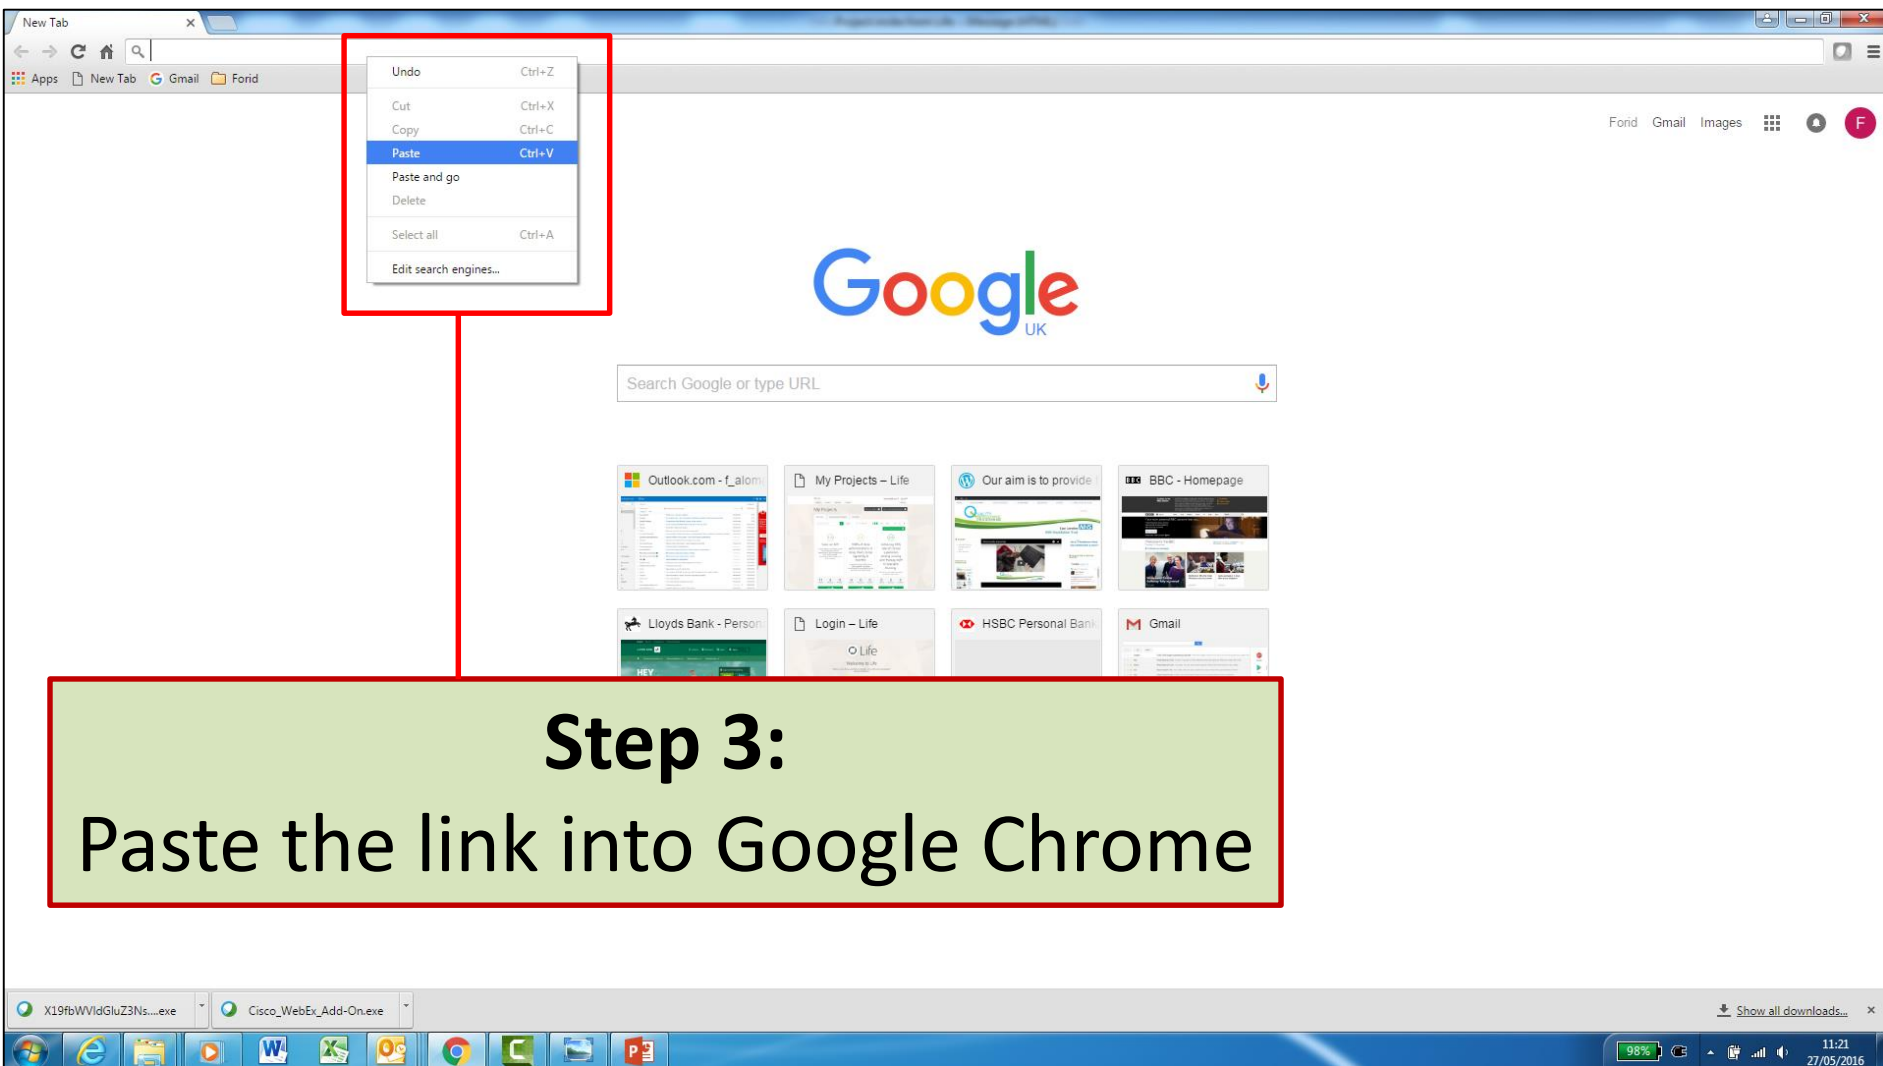 New Tab
Apps New Tab Gmail Forid
Undo Ctrl+Z
Cut Ctrl+X
Copy Ctrl+C
Paste Ctrl+V
Paste and go
Delete
Select all Ctrl+A
Edit search engines...
Forid Gmail Images F
Google
UK
Search Google or type URL
Outlook.com - f_alom My Projects – Life Our aim is to provide BBC - Homepage
Lloyds Bank - Person Login – Life HSBC Personal Bank Gmail
Life
HEY
Step 3:
Paste the link into Google Chrome
X19fbWVldGluZ3Ns....exe Cisco_WebEx_Add-On.exe Show all downloads...
98% 11:21
27/05/2016